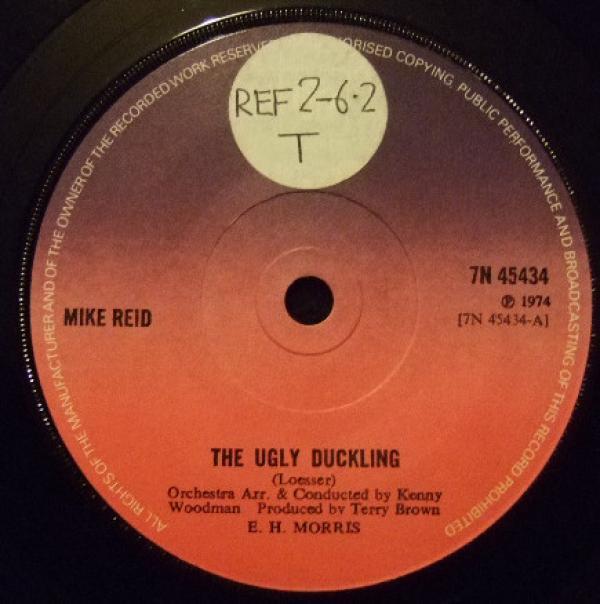 ALL RIGHTS OF THE MANUFACTURER AND OF THE OWNER OF THE RECORDED WORK RESERVE
ORISED COPYING, PUBLIC PERFORMANCE AND BROADCASTING OF THIS RECORD PROHIBITED
REF 2-6.2
T
7N 45434
℗ 1974
[7N 45434-A]
MIKE REID
THE UGLY DUCKLING
(Loesser)
Orchestra Arr. & Conducted by Kenny
Woodman Produced by Terry Brown
E. H. MORRIS